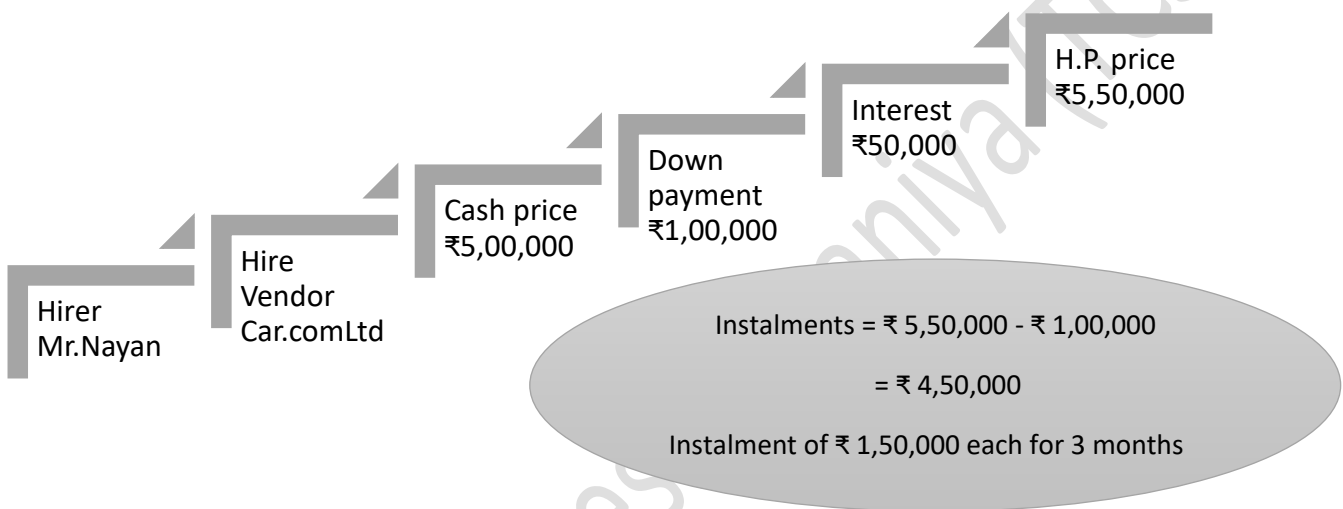 Hirer
Mr.Nayan
Hire
Vendor
Car.comLtd
Cash price
₹5,00,000
Down
payment
₹1,00,000
Interest
₹50,000
H.P. price
₹5,50,000
Instalments = ₹ 5,50,000 - ₹ 1,00,000
= ₹ 4,50,000
Instalment of ₹ 1,50,000 each for 3 months